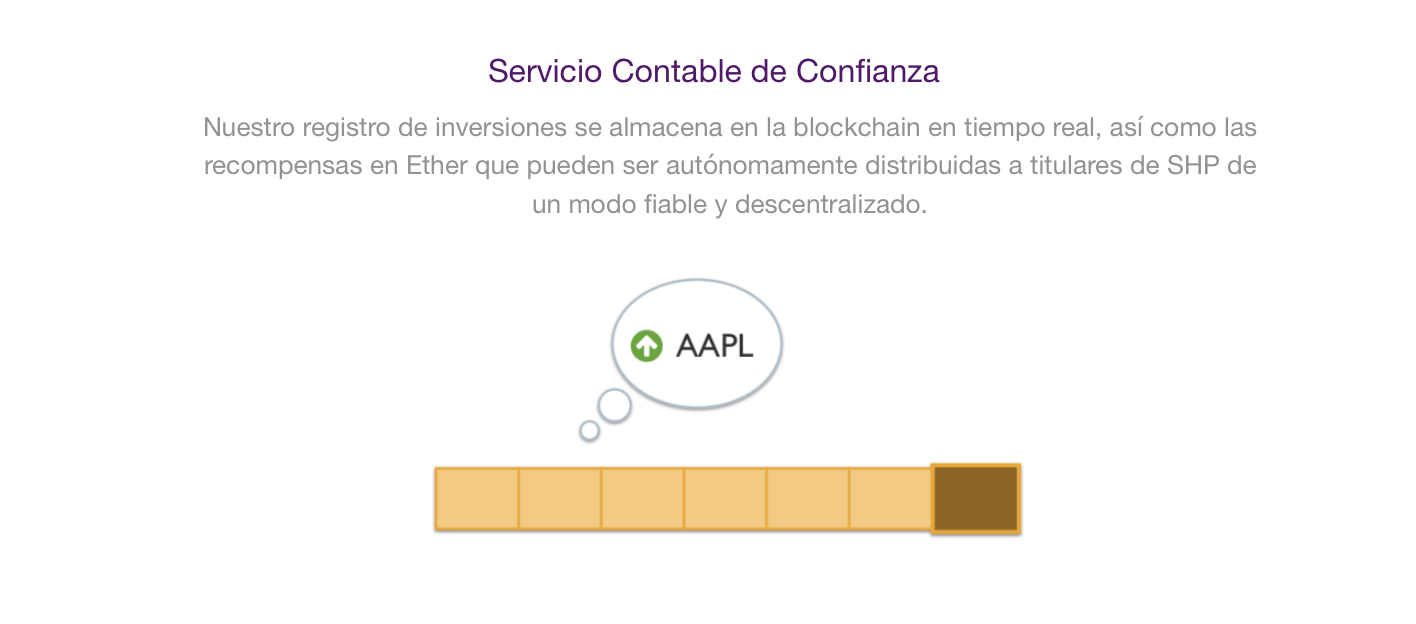 Servicio Contable de Confianza
Nuestro registro de inversiones se almacena en la blockchain en tiempo real, así como las
recompensas en Ether que pueden ser autónomamente distribuidas a titulares de SHP de
un modo fiable y descentralizado.
AAPL